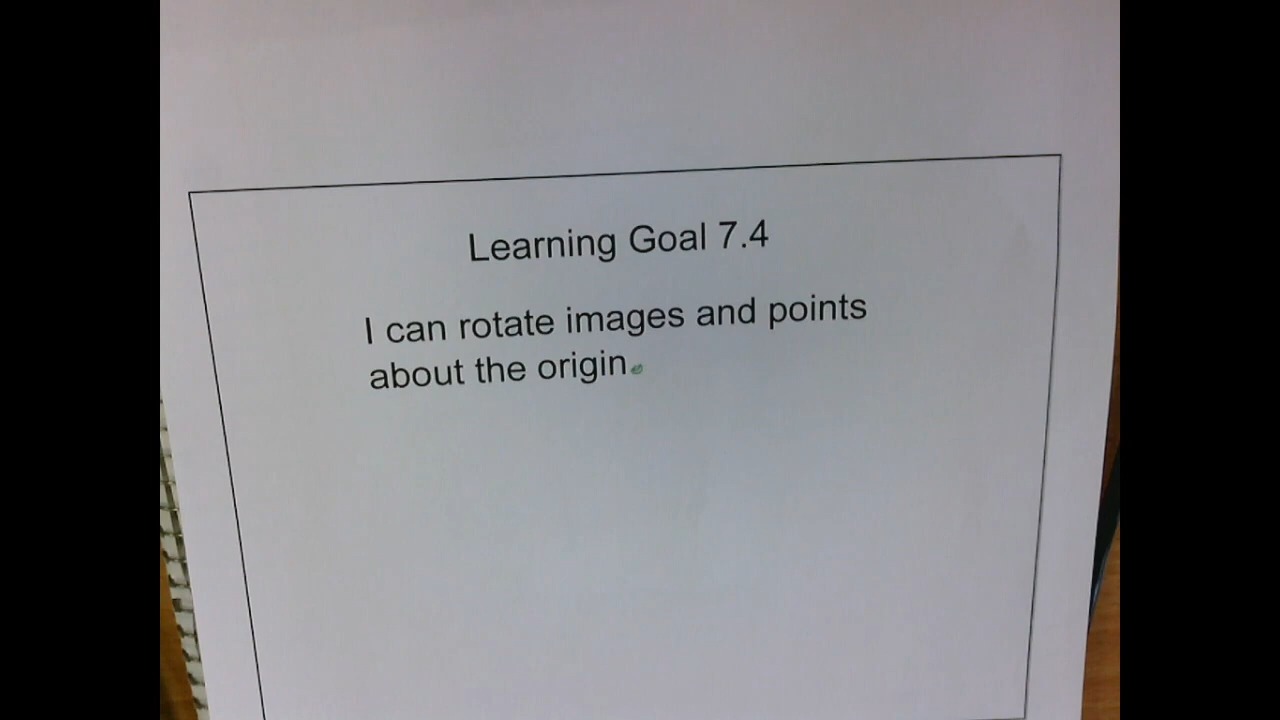 Learning Goal 7.4
I can rotate images and points
about the origin.